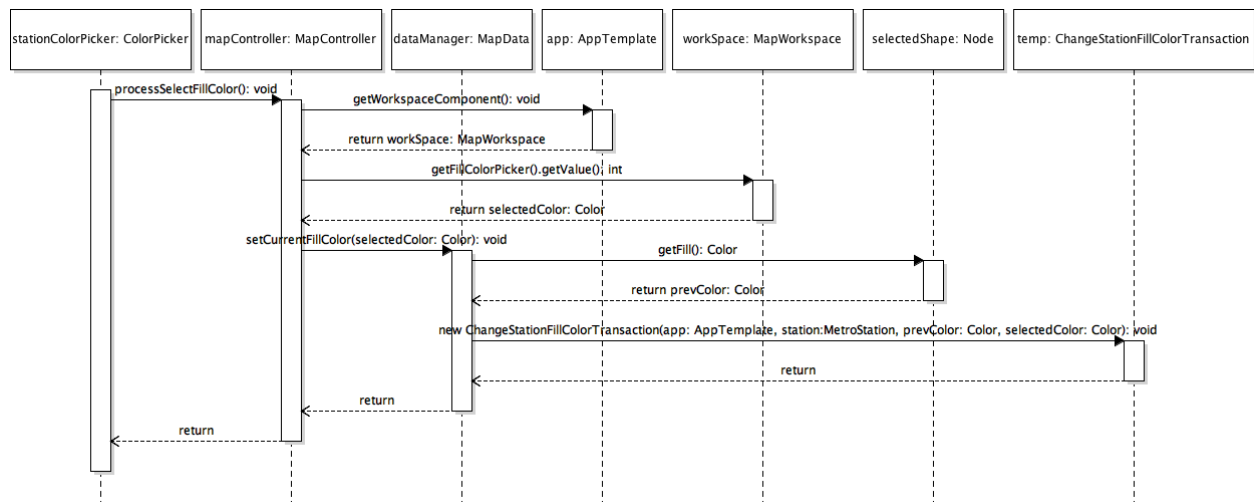 stationColorPicker: ColorPicker
mapController: MapController
dataManager: MapData
app: AppTemplate
workSpace: MapWorkspace
selectedShape: Node
temp: ChangeStationFillColorTransaction
processSelectFillColor(): void
getWorkspaceComponent(): void
return workSpace: MapWorkspace
getFillColorPicker().getValue(): int
return selectedColor: Color
setCurrentFillColor(selectedColor: Color): void
getFill(): Color
return prevColor: Color
new ChangeStationFillColorTransaction(app: AppTemplate, station:MetroStation, prevColor: Color, selectedColor: Color): void
return
return
return